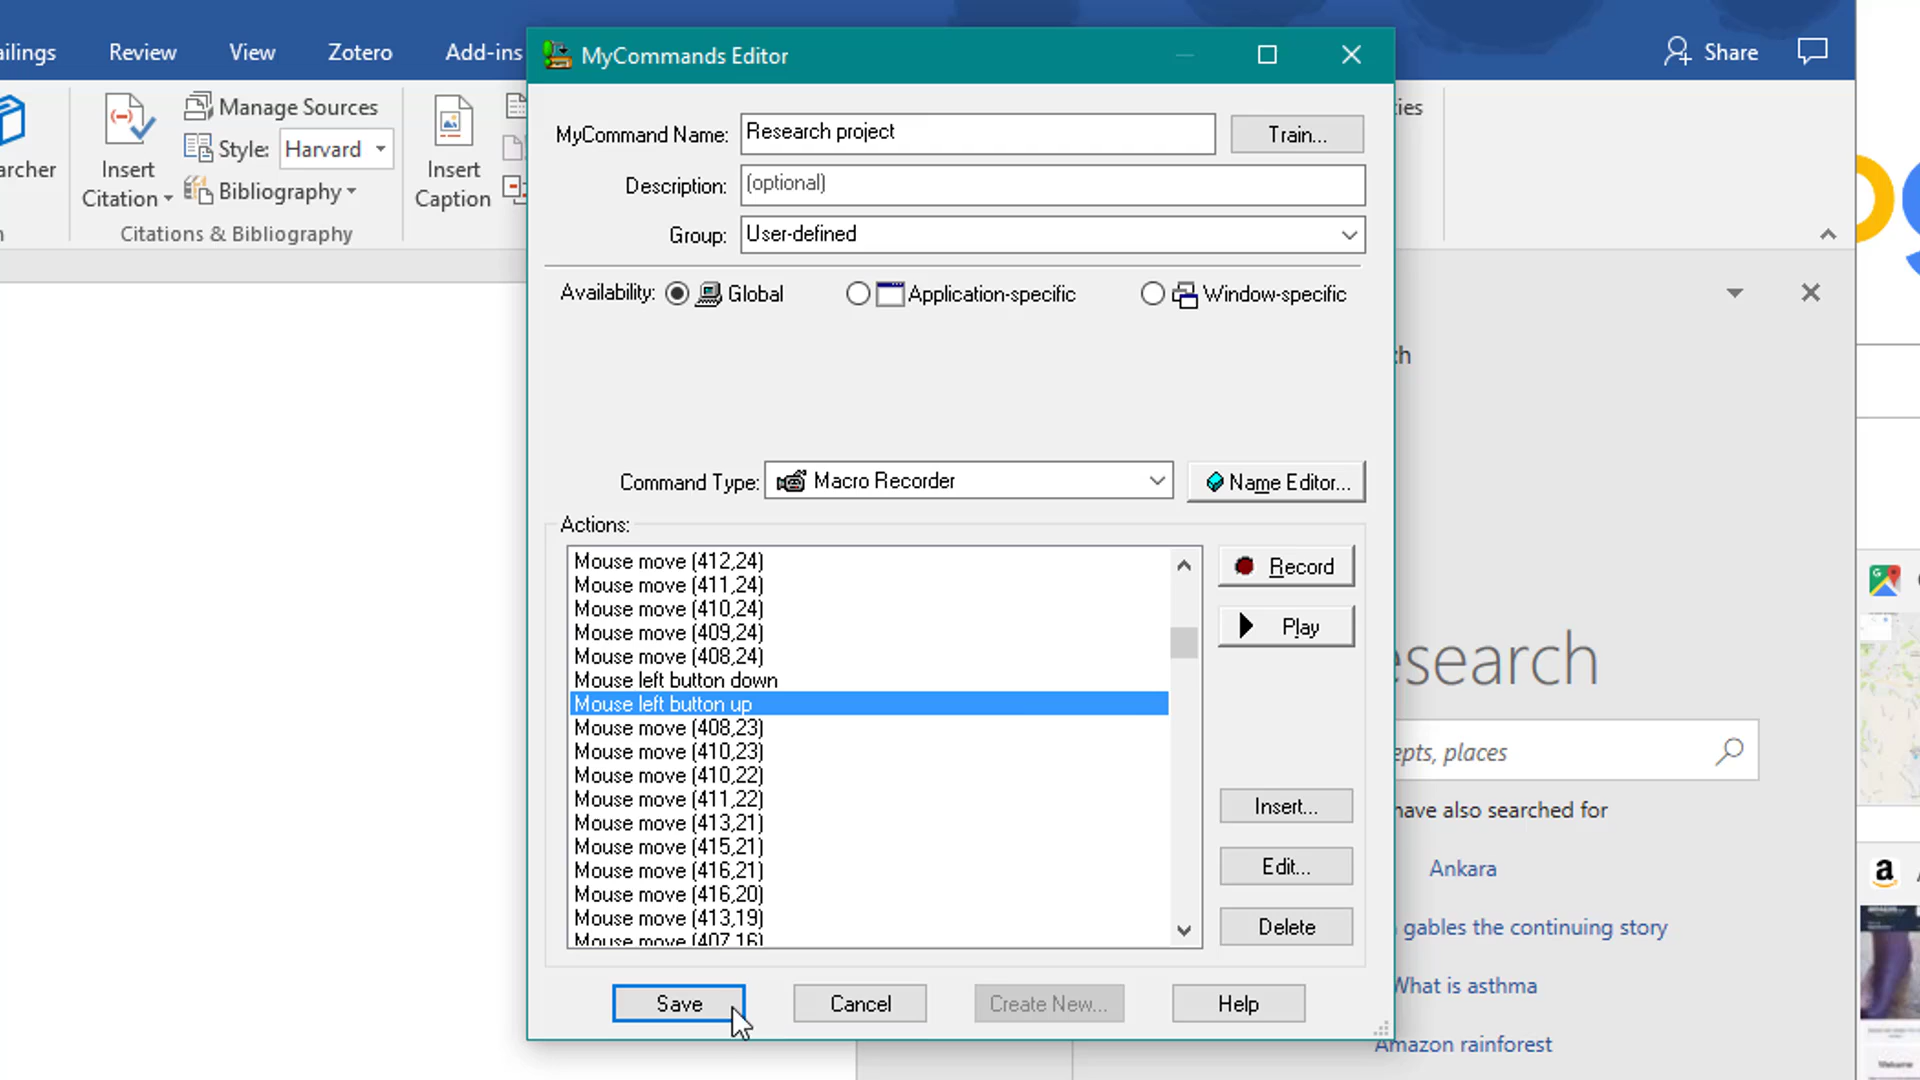 ailings Review View Zotero Add-ins
Share
MyCommands Editor
archer
Insert
Citation
Manage Sources
Style: Harvard
Bibliography
Citations & Bibliography
Insert
Caption
MyCommand Name: Research project Train...
Description: (optional)
Group: User-defined
Availability: Global Application-specific Window-specific
Command Type: Macro Recorder Name Editor...
Actions:
Mouse move (412,24)
Mouse move (411,24)
Mouse move (410,24)
Mouse move (409,24)
Mouse move (408,24)
Mouse left button down
Mouse left button up
Mouse move (408,23)
Mouse move (410,23)
Mouse move (410,22)
Mouse move (411,22)
Mouse move (413,21)
Mouse move (415,21)
Mouse move (416,21)
Mouse move (416,20)
Mouse move (413,19)
Mouse move (407,16)
Record
Play
Insert...
Edit...
Delete
Save Cancel Create New... Help
esearch
epts, places
have also searched for
Ankara
gables the continuing story
What is asthma
Amazon rainforest
Welcome